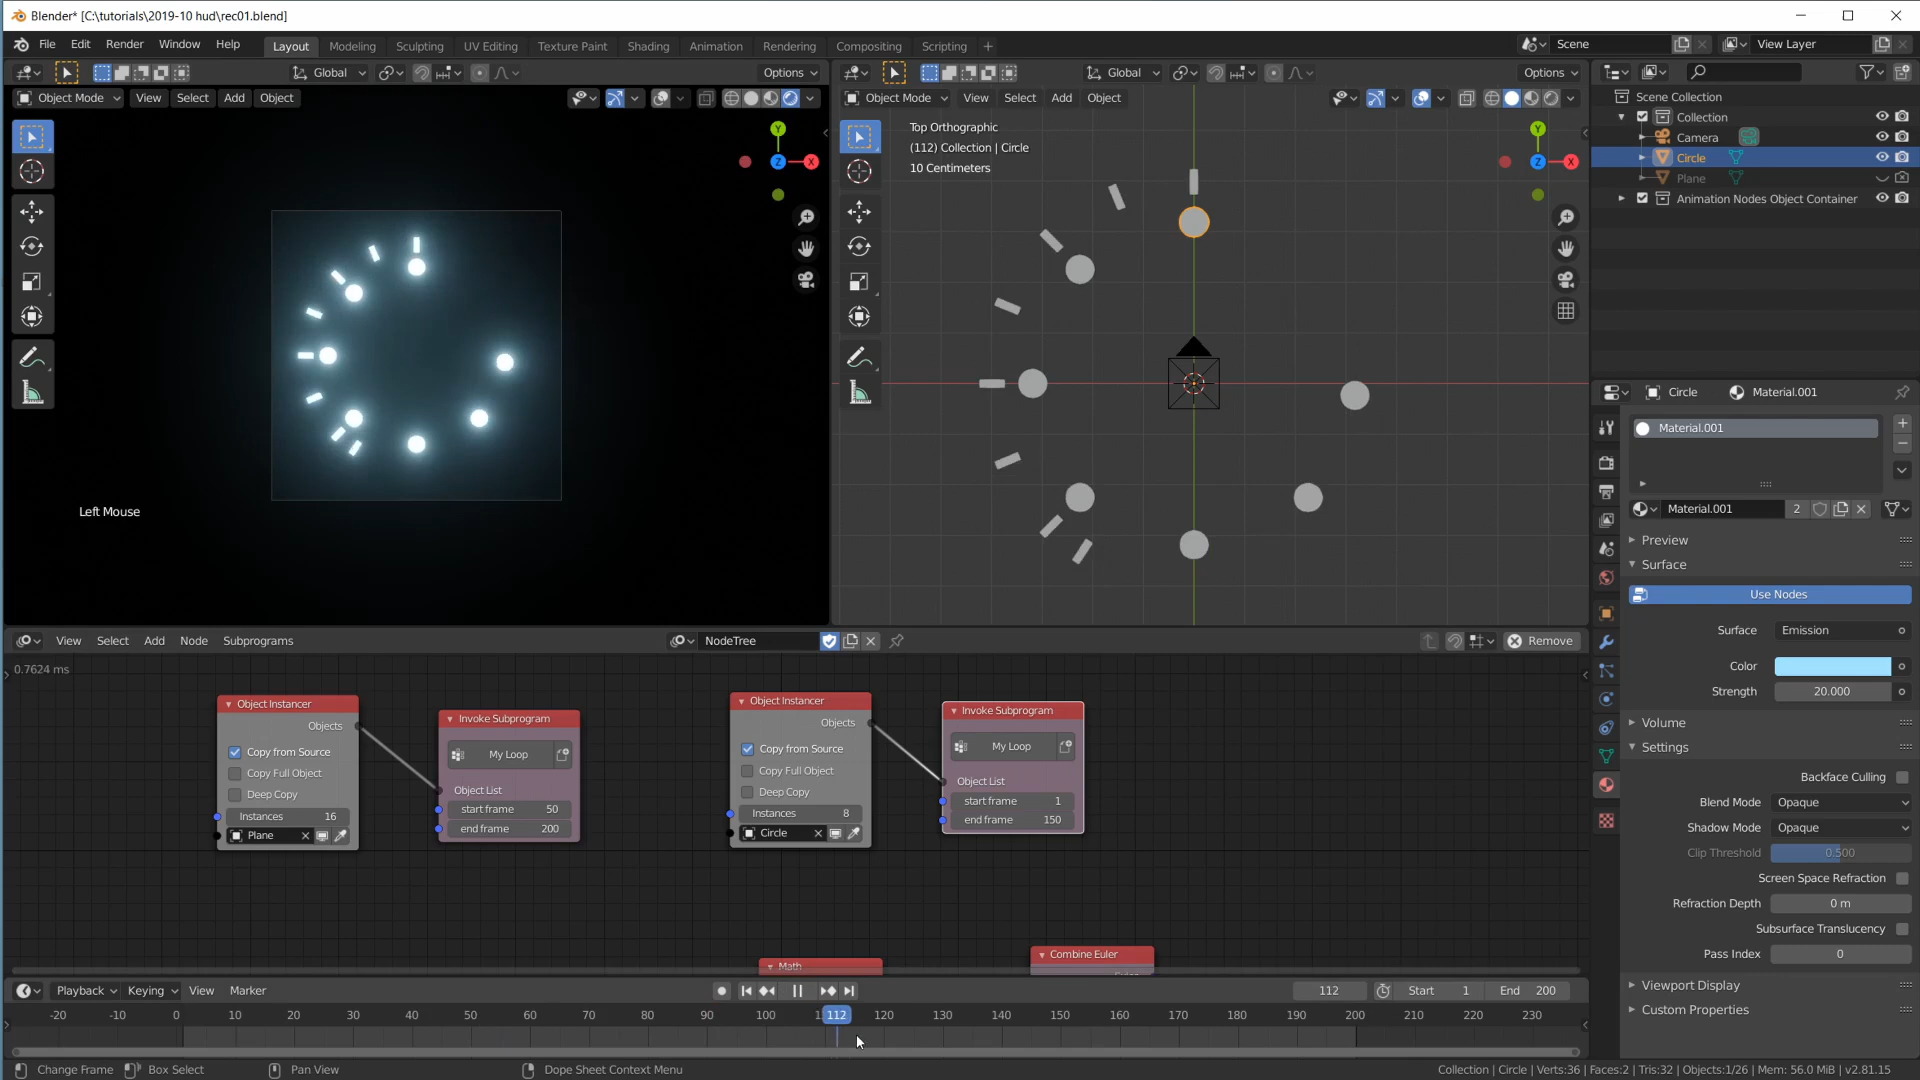 Blender* [C:\tutorials\2019-10 hud\rec01.blend]
File Edit Render Window Help Layout Modeling Sculpting UV Editing Texture Paint Shading Animation Rendering Compositing Scripting + Scene View Layer
Global Options
Object Mode View Select Add Object
Y
Z
X
Left Mouse
Global Options
Object Mode View Select Add Object
Top Orthographic
(112) Collection | Circle
10 Centimeters
Y
Z
X
Scene Collection
Collection
Camera
Circle
Plane
Animation Nodes Object Container
Circle Material.001
Material.001
Material.001 2
Preview
Surface
Use Nodes
Surface Emission
Color
Strength 20.000
Volume
Settings
Backface Culling
Blend Mode Opaque
Shadow Mode Opaque
Clip Threshold 0.500
Screen Space Refraction
Refraction Depth 0 m
Subsurface Translucency
Pass Index 0
Viewport Display
Custom Properties
View Select Add Node Subprograms NodeTree Remove
0.7624 ms
Object Instancer
Objects
Copy from Source
Copy Full Object
Deep Copy
Instances 16
Plane
Invoke Subprogram
My Loop
Object List
start frame 50
end frame 200
Object Instancer
Objects
Copy from Source
Copy Full Object
Deep Copy
Instances 8
Circle
Invoke Subprogram
My Loop
Object List
start frame 1
end frame 150
Math
Combine Euler
Playback Keying View Marker 112 Start 1 End 200
-20 -10 0 10 20 30 40 50 60 70 80 90 100 112 120 130 140 150 160 170 180 190 200 210 220 230
Change Frame Box Select Pan View Dope Sheet Context Menu Collection | Circle | Verts:36 | Faces:2 | Tris:32 | Objects:1/26 | Mem: 56.0 MiB | v2.81.15